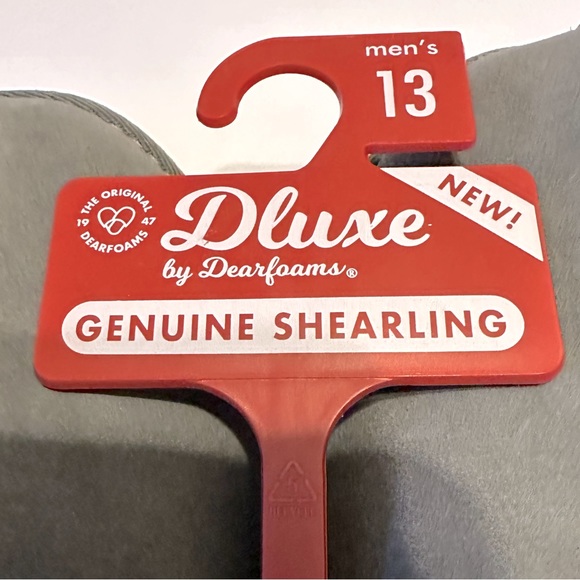 men's
13
NEW!
THE ORIGINAL
19 47
DEARFOAMS
Dluxe
by Dearfoams®
GENUINE SHEARLING